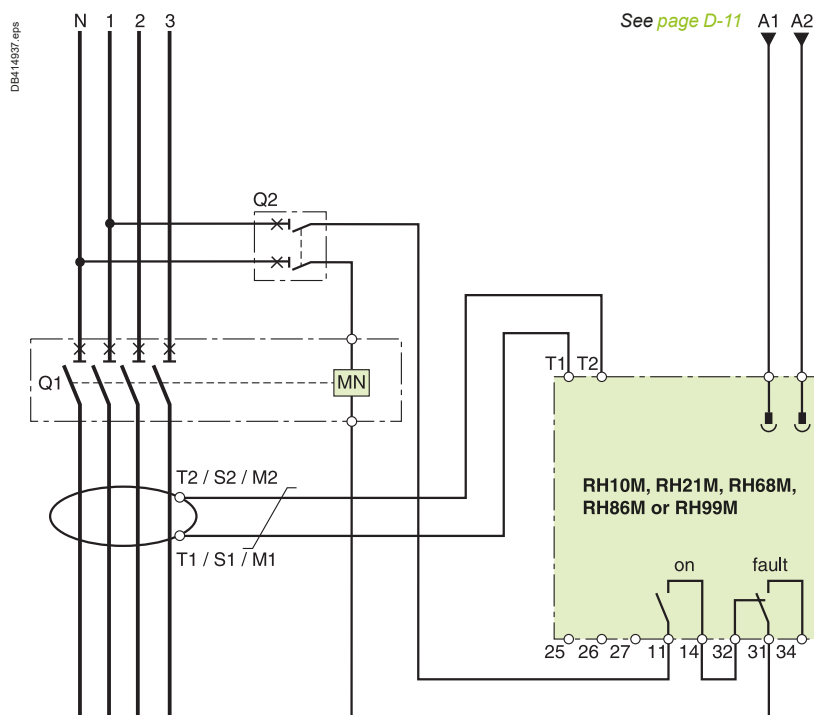 DB414937.eps
N 1 2 3
See page D-11 A1 A2
Q2
T1 T2
Q1
MN
T2 / S2 / M2
RH10M, RH21M, RH68M,
RH86M or RH99M
T1 / S1 / M1
on fault
25 26 27 11 14 32 31 34